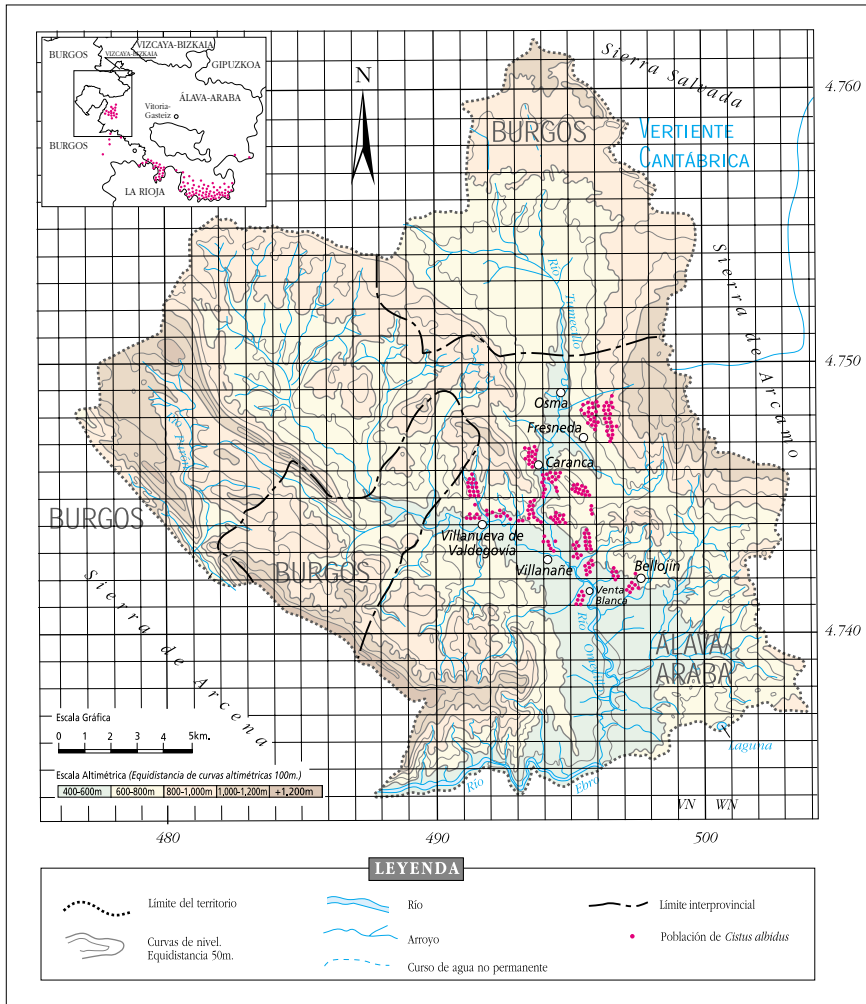 BURGOS
VIZCAYA-BIZKAIA
VIZCAYA-BIZKAIA
GIPUZKOA
ÁLAVA-ARABA
Vitoria-
Gasteiz
BURGOS
LA RIOJA
N
Sierra Salvada
4.760
BURGOS
VERTIENTE
CANTÁBRICA
Río Tumecillo
Sierra de Arcamo
4.750
Osma
Fresneda
Caranca
BURGOS
Villanueva de
Valdegovía
BURGOS
Villanañe
Bellojín
Venta
Blanca
Río Omecillo
Sierra de Arcena
4.740
ÁLAVA/
ARABA
Escala Gráfica
0 1 2 3 4 5km.
Laguna
Escala Altimétrica (Equidistancia de curvas altimétricas 100m.)
400-600m 600-800m 800-1,000m 1,000-1,200m +1,200m
Río Ebro
VN WN
480 490 500
LEYENDA
Límite del territorio
Río
Límite interprovincial
Curvas de nivel.
Equidistancia 50m.
Arroyo
Población de Cistus albidus
Curso de agua no permanente